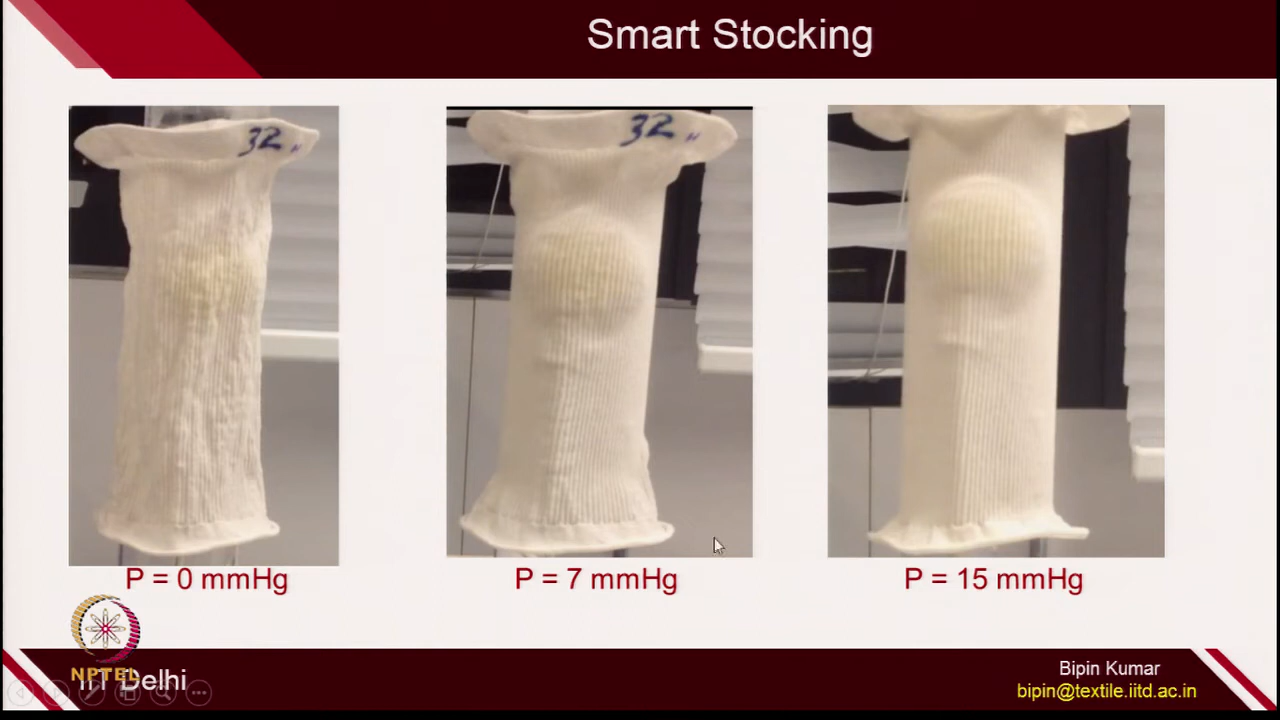 Smart Stocking
32
32
P = 0 mmHg
P = 7 mmHg
P = 15 mmHg
NPTEL
IIT Delhi
Bipin Kumar
bipin@textile.iitd.ac.in